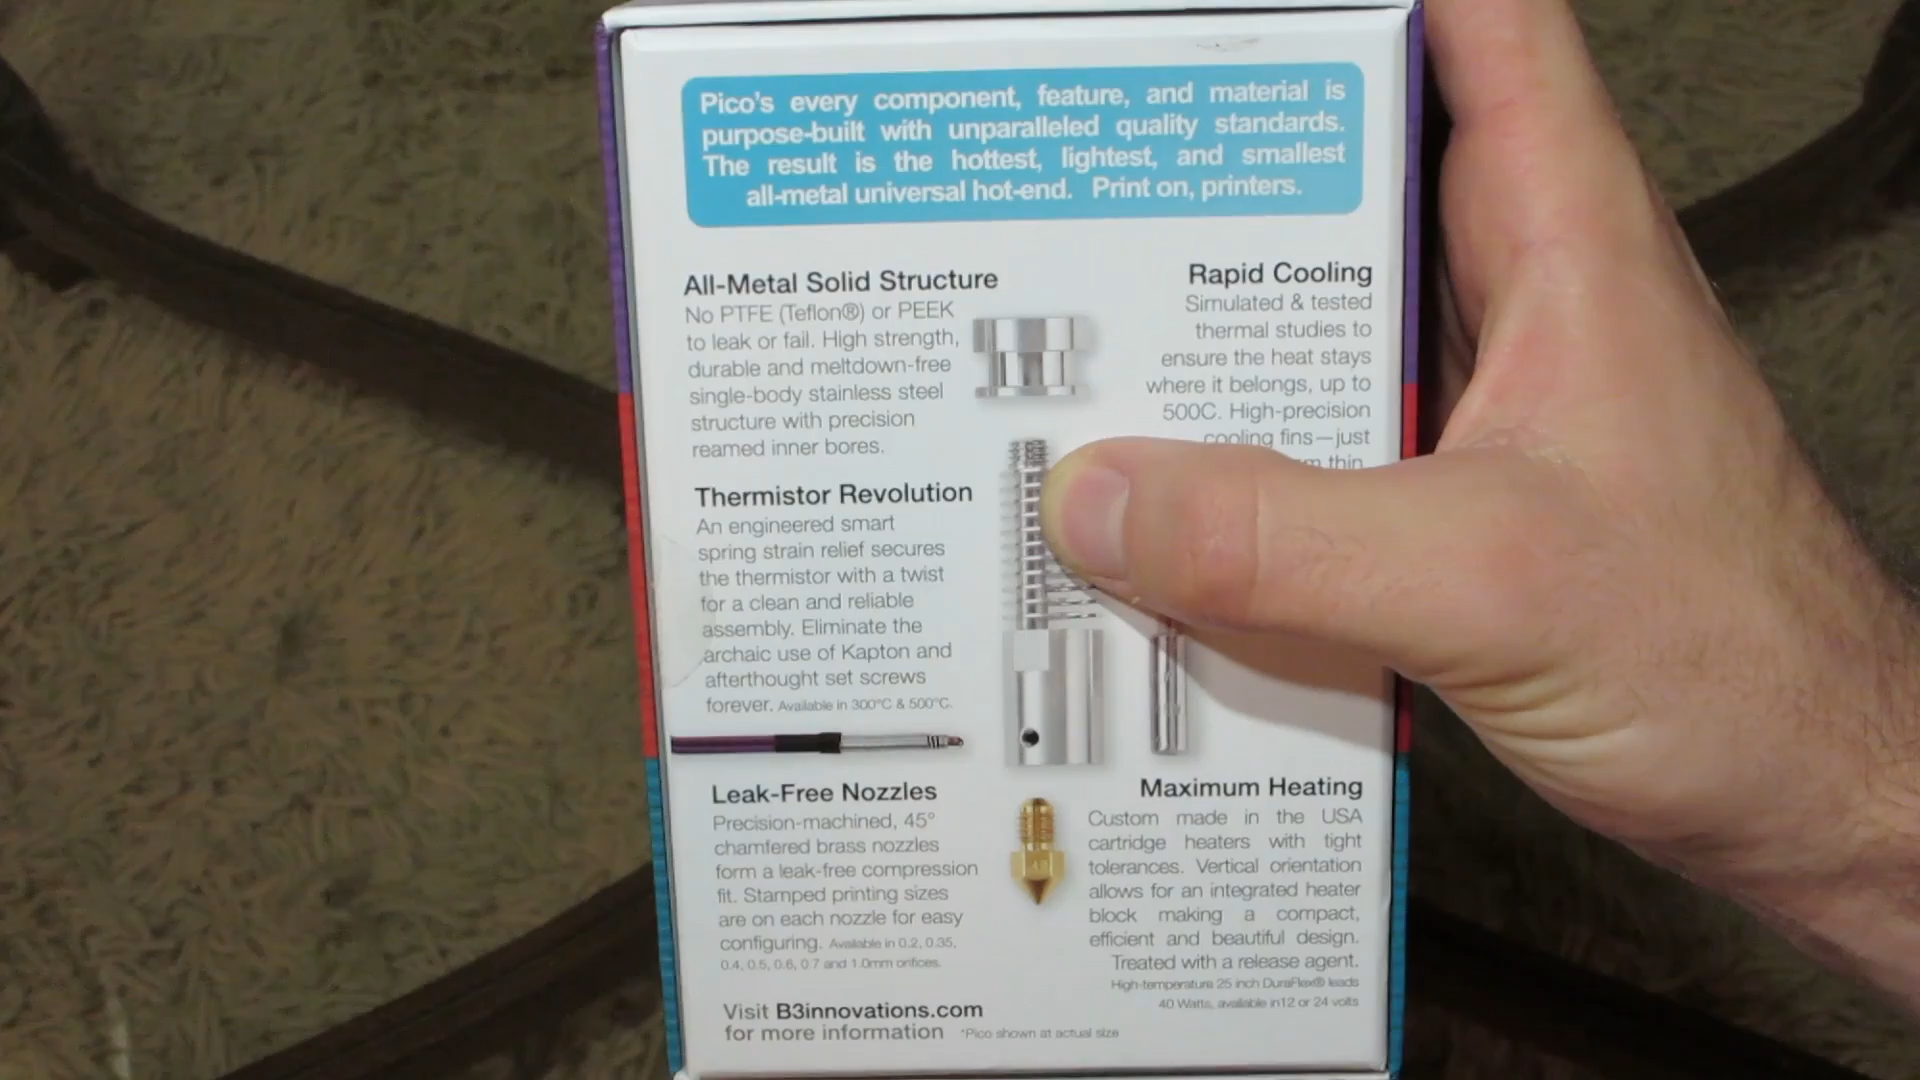 Pico's every component, feature, and material is
purpose-built with unparalleled quality standards.
The result is the hottest, lightest, and smallest
all-metal universal hot-end. Print on, printers.
All-Metal Solid Structure
No PTFE (Teflon®) or PEEK
to leak or fail. High strength,
durable and meltdown-free
single-body stainless steel
structure with precision
reamed inner bores.
Rapid Cooling
Simulated & tested
thermal studies to
ensure the heat stays
where it belongs, up to
500C. High-precision
cooling fins—just
thin
Thermistor Revolution
An engineered smart
spring strain relief secures
the thermistor with a twist
for a clean and reliable
assembly. Eliminate the
archaic use of Kapton and
afterthought set screws
forever. Available in 300°C & 500°C.
Leak-Free Nozzles
Precision-machined, 45°
chamfered brass nozzles
form a leak-free compression
fit. Stamped printing sizes
are on each nozzle for easy
configuring. Available in 0.2, 0.35,
0.4, 0.5, 0.6, 0.7 and 1.0mm orifices.
Maximum Heating
Custom made in the USA
cartridge heaters with tight
tolerances. Vertical orientation
allows for an integrated heater
block making a compact,
efficient and beautiful design.
Treated with a release agent.
High-temperature 25 inch DuraFlex® leads
40 Watts, available in12 or 24 volts
Visit B3innovations.com
for more information *Pico shown at actual size